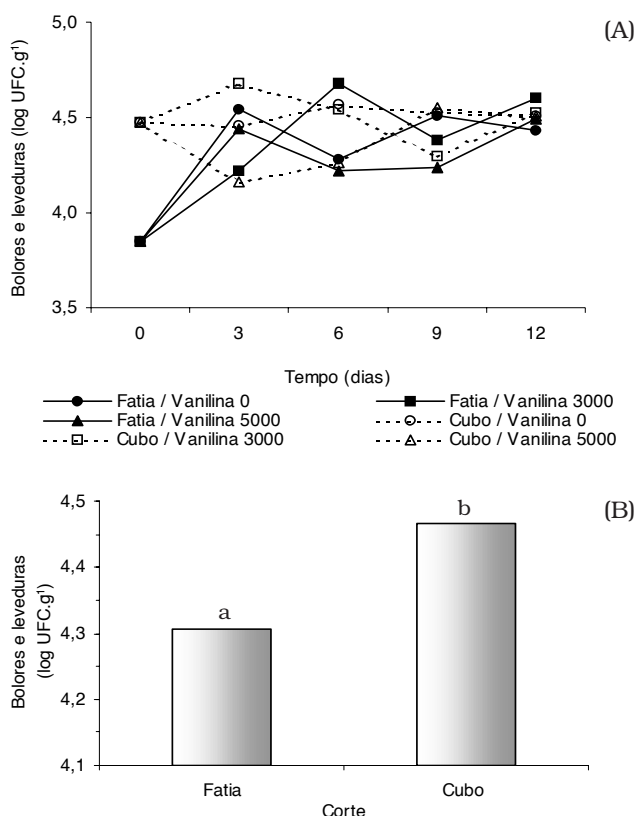 (A)
Bolores e leveduras (log UFC.g¹)
5,0
4,5
4,0
3,5
0 3 6 9 12
Tempo (dias)
Fatia / Vanilina 0 Fatia / Vanilina 3000
Fatia / Vanilina 5000 Cubo / Vanilina 0
Cubo / Vanilina 3000 Cubo / Vanilina 5000
(B)
Bolores e leveduras
(log UFC.g¹)
4,5
4,4
4,3
4,2
4,1
a
b
Fatia Cubo
Corte